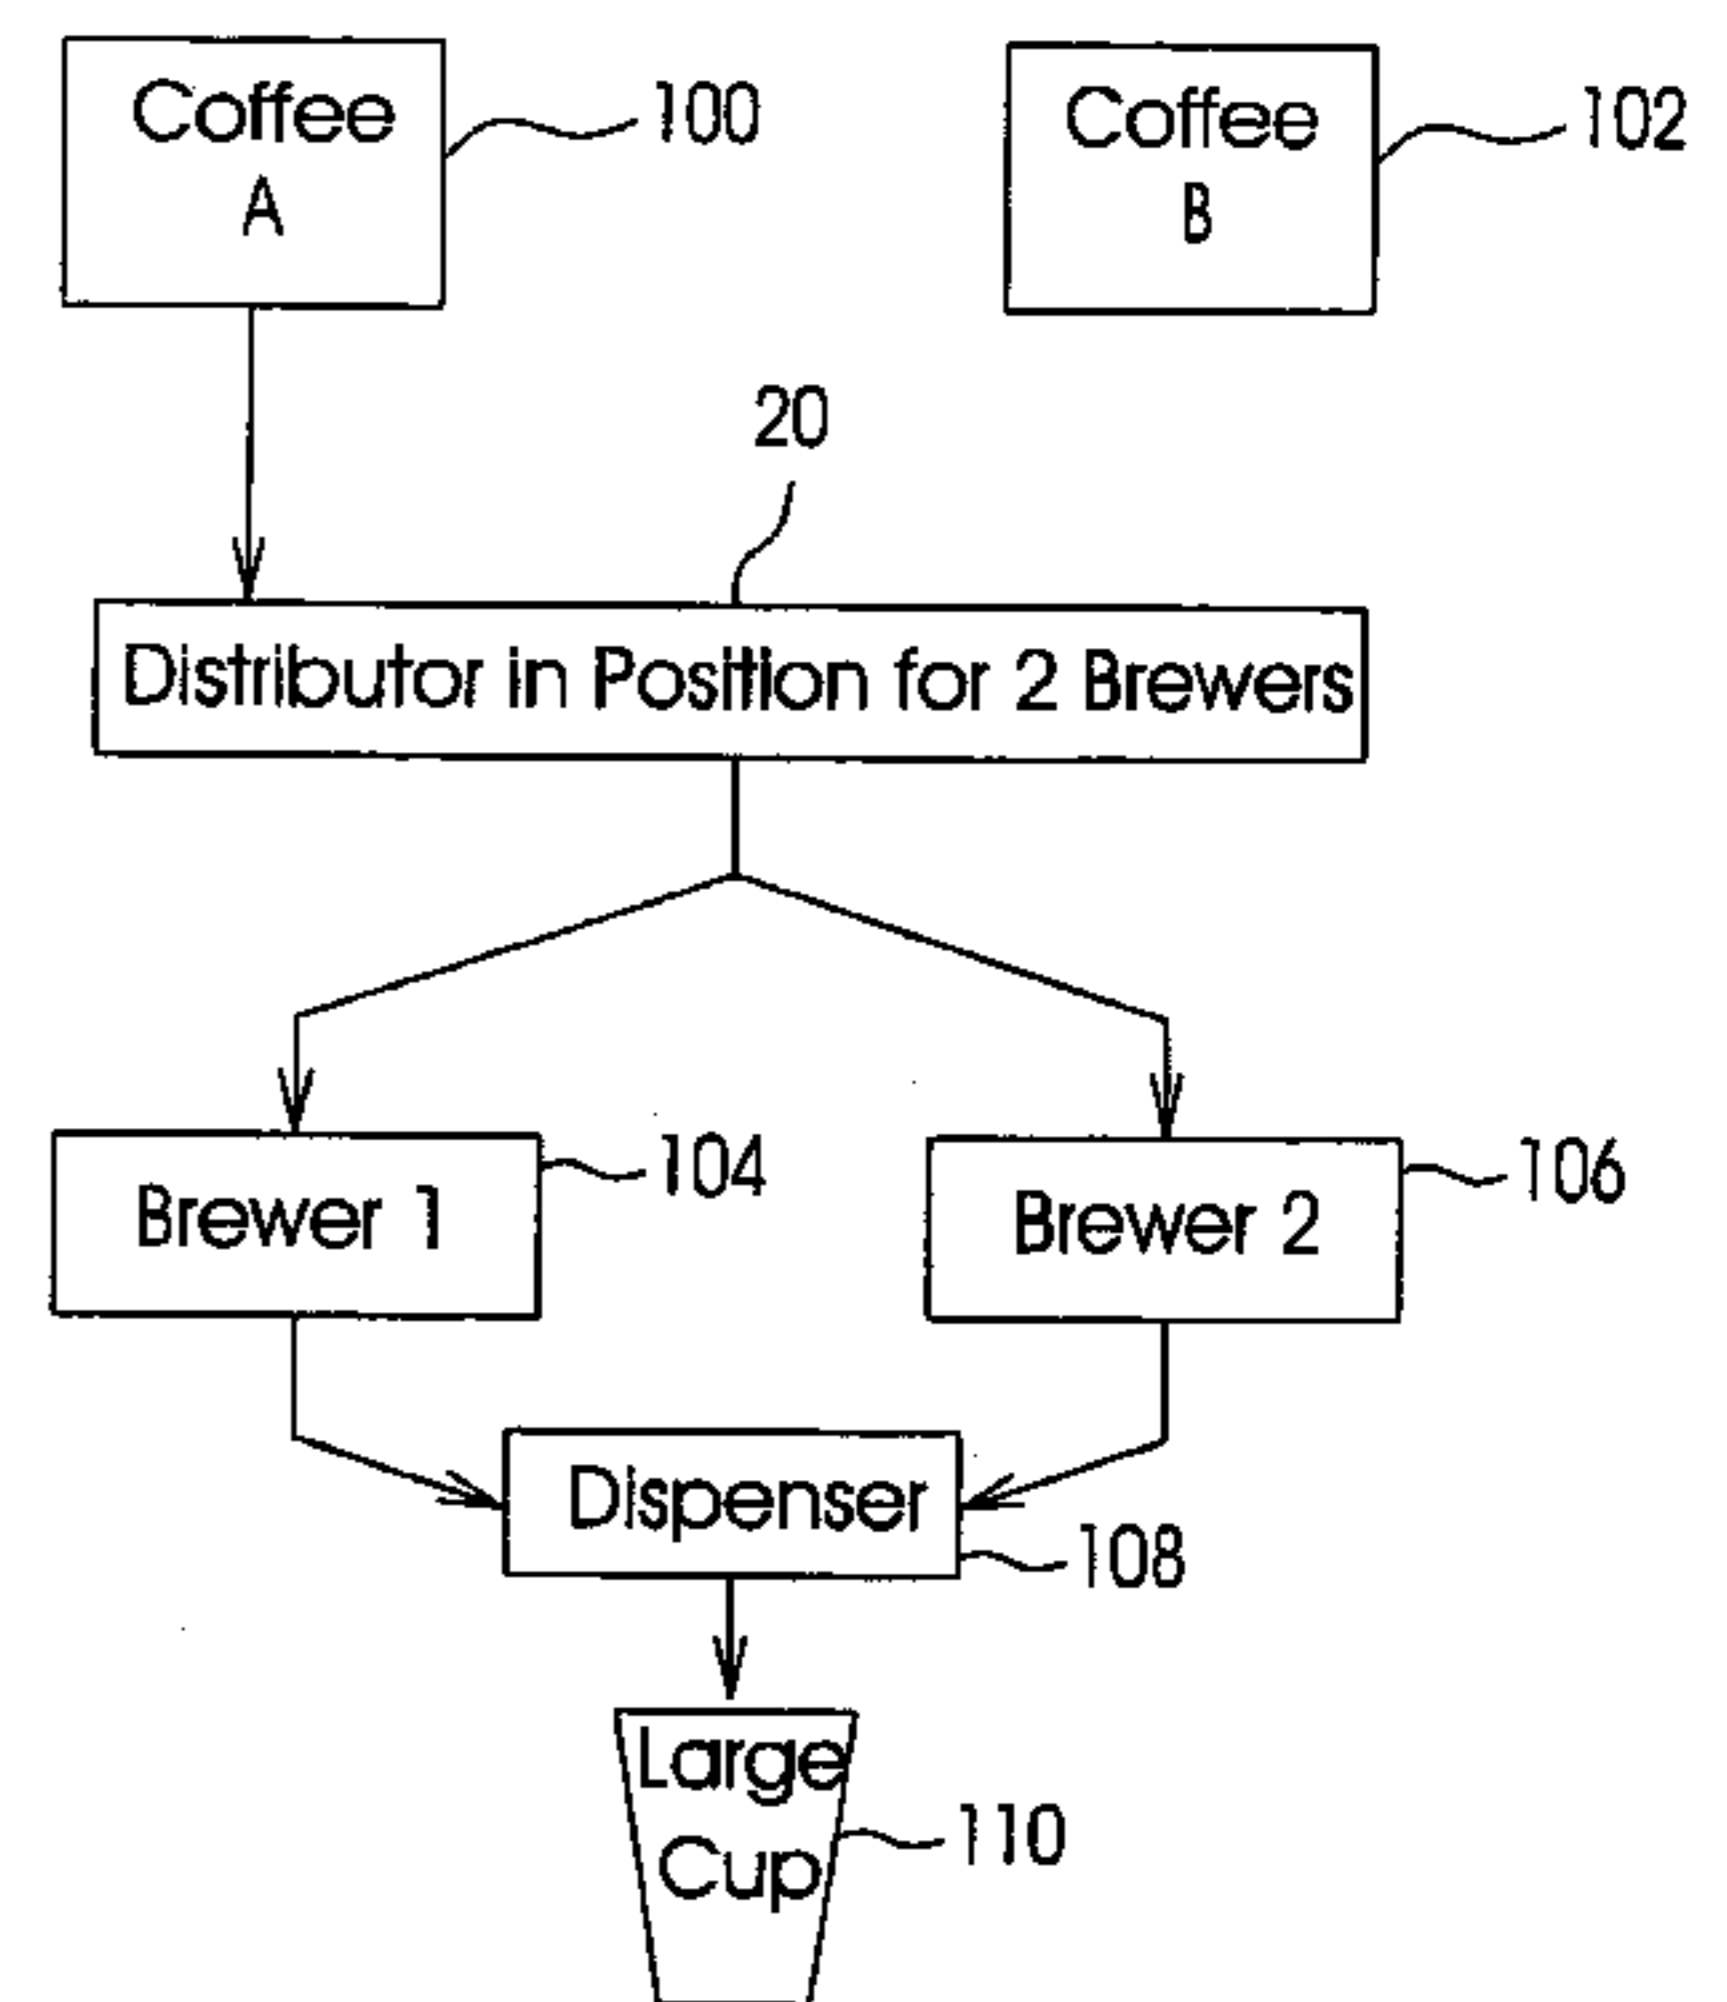 Coffee
A
100
Coffee
B
102
20
Distributor in Position for 2 Brewers
Brewer 1
104
Brewer 2
106
Dispenser
108
Large
Cup
110